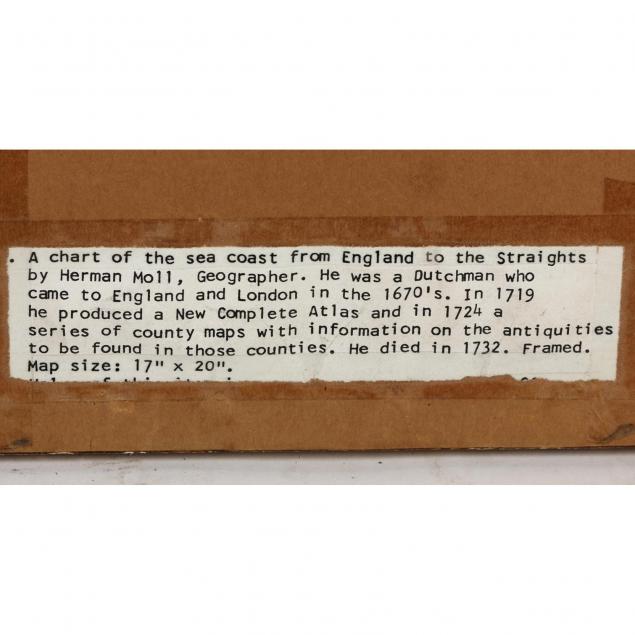 . A chart of the sea coast from England to the Straights
by Herman Moll, Geographer. He was a Dutchman who
came to England and London in the 1670's. In 1719
he produced a New Complete Atlas and in 1724 a
series of county maps with information on the antiquities
to be found in those counties. He died in 1732. Framed.
Map size: 17" x 20".